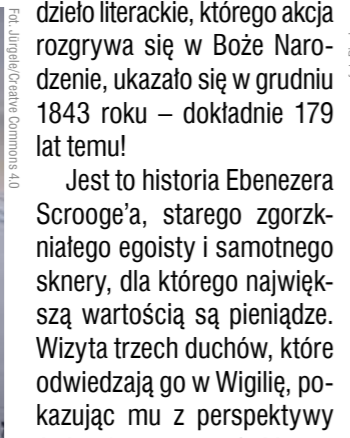 Fot. Jürgele/Creatve Commons 4.0
dzieło literackie, którego akcja
rozgrywa się w Boże Naro-
dzenie, ukazało się w grudniu
1843 roku – dokładnie 179
lat temu!
Jest to historia Ebenezera
Scrooge’a, starego zgorzk-
niałego egoisty i samotnego
sknery, dla którego najwięk-
szą wartością są pieniądze.
Wizyta trzech duchów, które
odwiedzają go w Wigilię, po-
kazując mu z perspektywy